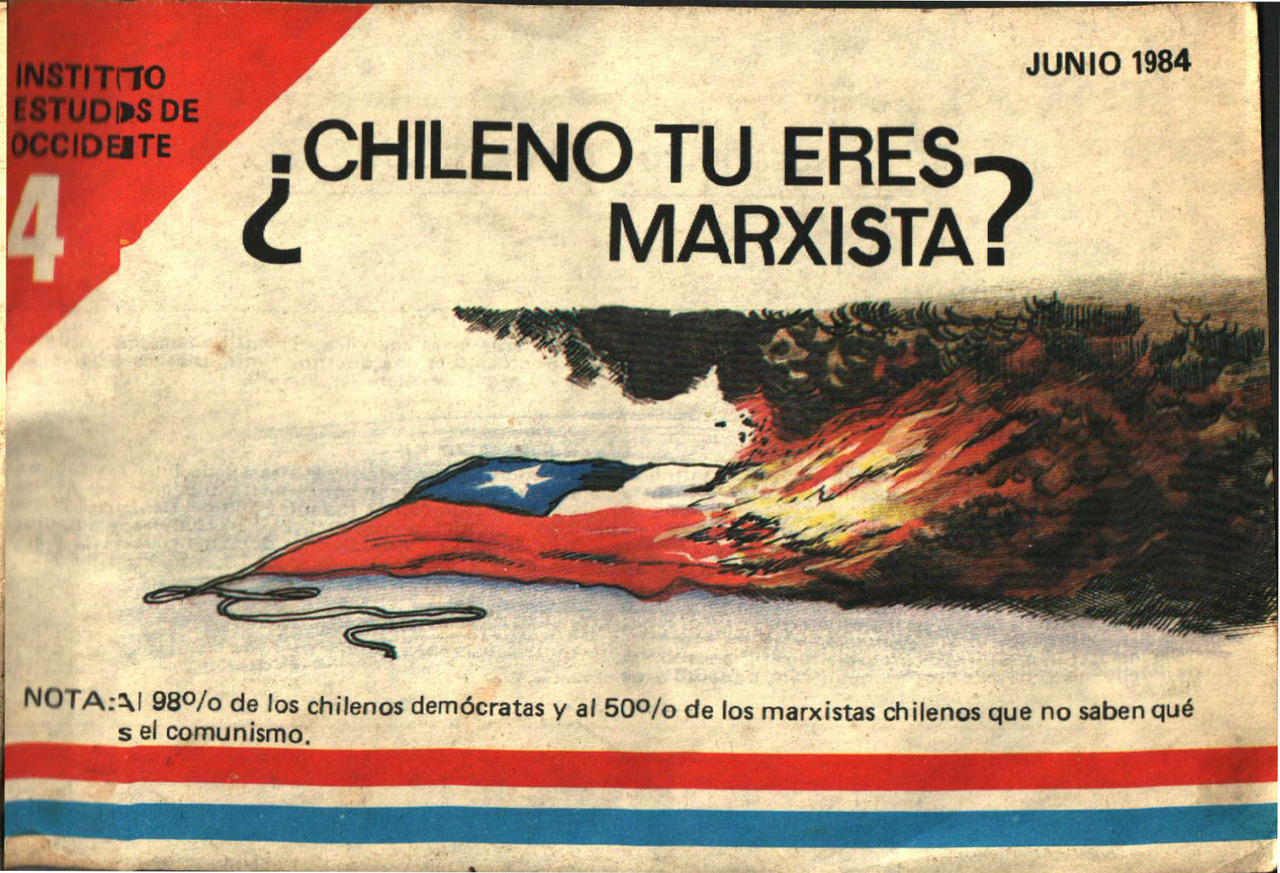 INSTITUTO
ESTUDIOS DE
OCCIDENTE
4
JUNIO 1984
¿CHILENO TU ERES
MARXISTA?
NOTA: Al 98º/o de los chilenos demócratas y al 50º/o de los marxistas chilenos que no saben qué
s el comunismo.